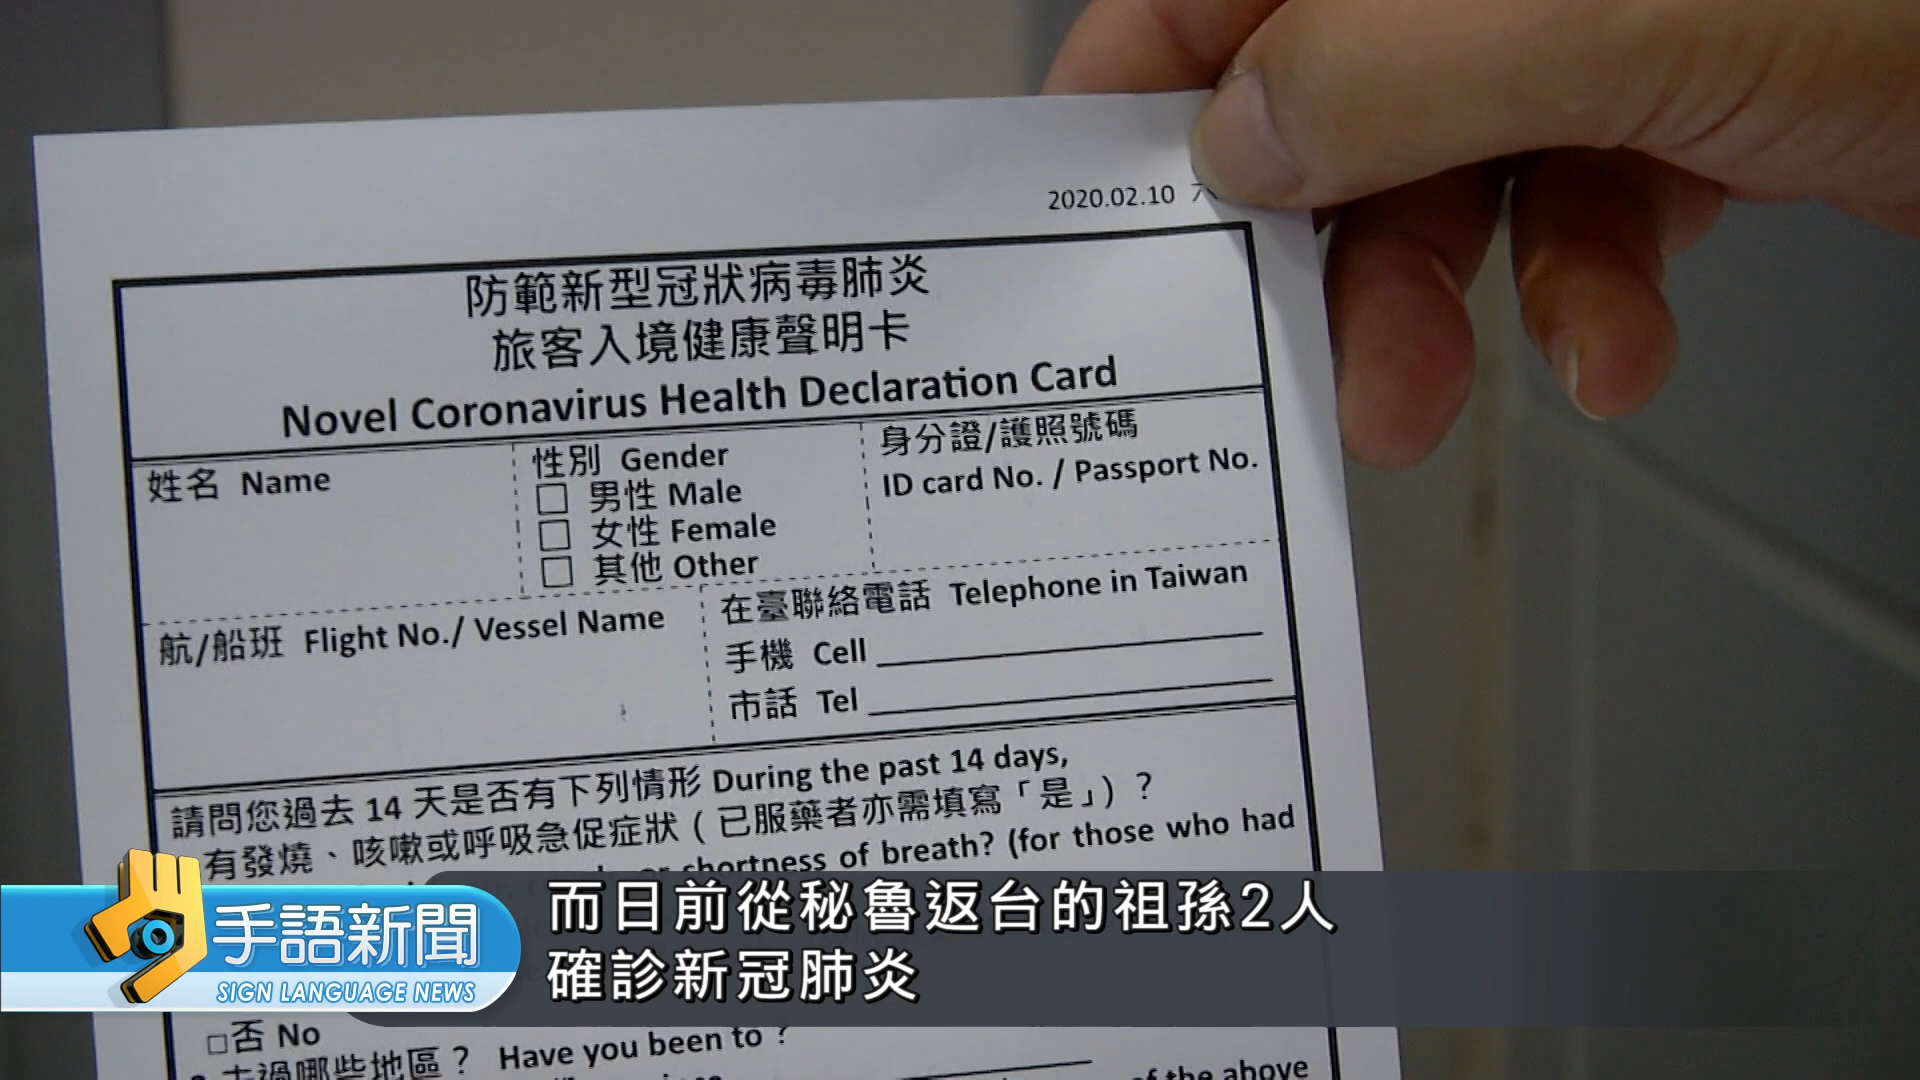 2020.02.10
防範新型冠狀病毒肺炎
旅客入境健康聲明卡
Novel Coronavirus Health Declaration Card
姓名 Name
性別 Gender
□ 男性 Male
□ 女性 Female
□ 其他 Other
身分證/護照號碼
ID card No. / Passport No.
航/船班 Flight No./ Vessel Name
在臺聯絡電話 Telephone in Taiwan
手機 Cell
市話 Tel
請問您過去 14 天是否有下列情形 During the past 14 days,
有發燒、咳嗽或呼吸急促症狀（已服藥者亦需填寫「是」）？
or shortness of breath? (for those who had
手語新聞
SIGN LANGUAGE NEWS
而日前從秘魯返台的祖孫2人
確診新冠肺炎
□否 No
去過哪些地區？ Have you been to ?
of the above